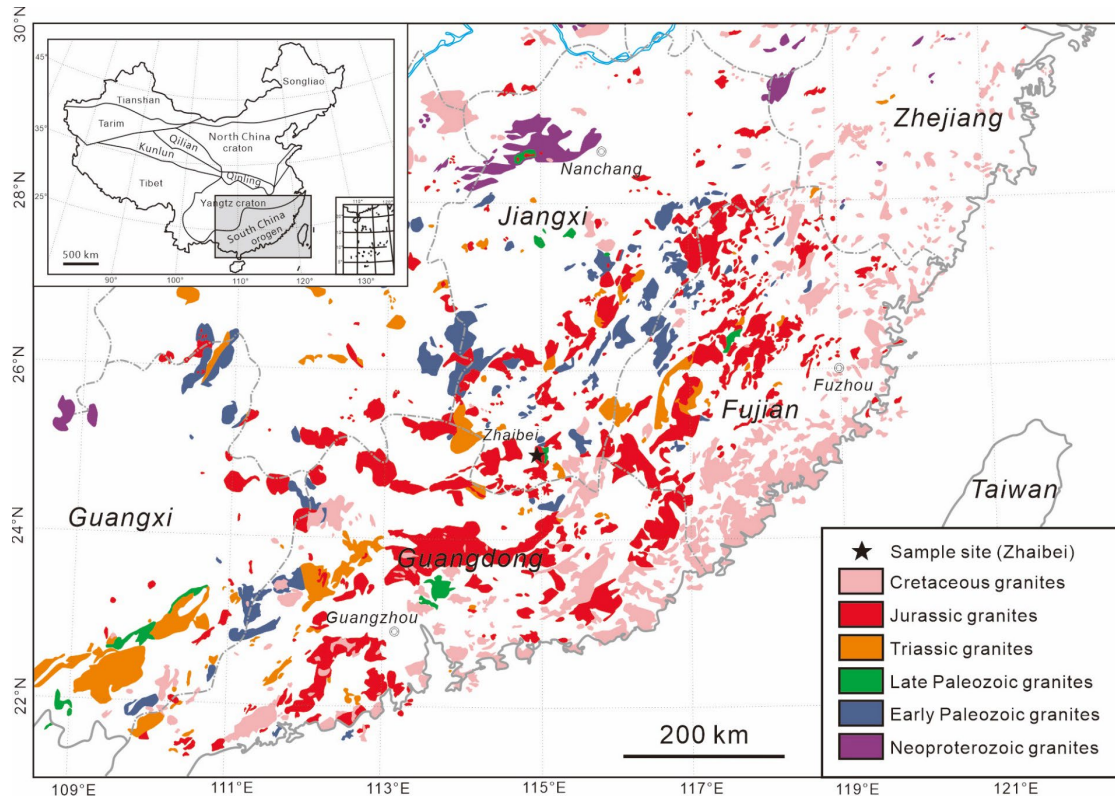 30°N
28°N
26°N
24°N
22°N
109°E
111°E
113°E
115°E
117°E
119°E
121°E
45°
35°
25°
90°
100°
110°
120°
130°
Songliao
Tianshan
Tarim
North China
craton
Qilian
Kunlun
Qinling
Tibet
Yangtz craton
South China
orogen
500 km
Zhejiang
Nanchang
Jiangxi
Fuzhou
Fujian
Zhaibei
Taiwan
Guangxi
Guangdong
Guangzhou
200 km
Sample site (Zhaibei)
Cretaceous granites
Jurassic granites
Triassic granites
Late Paleozoic granites
Early Paleozoic granites
Neoproterozoic granites